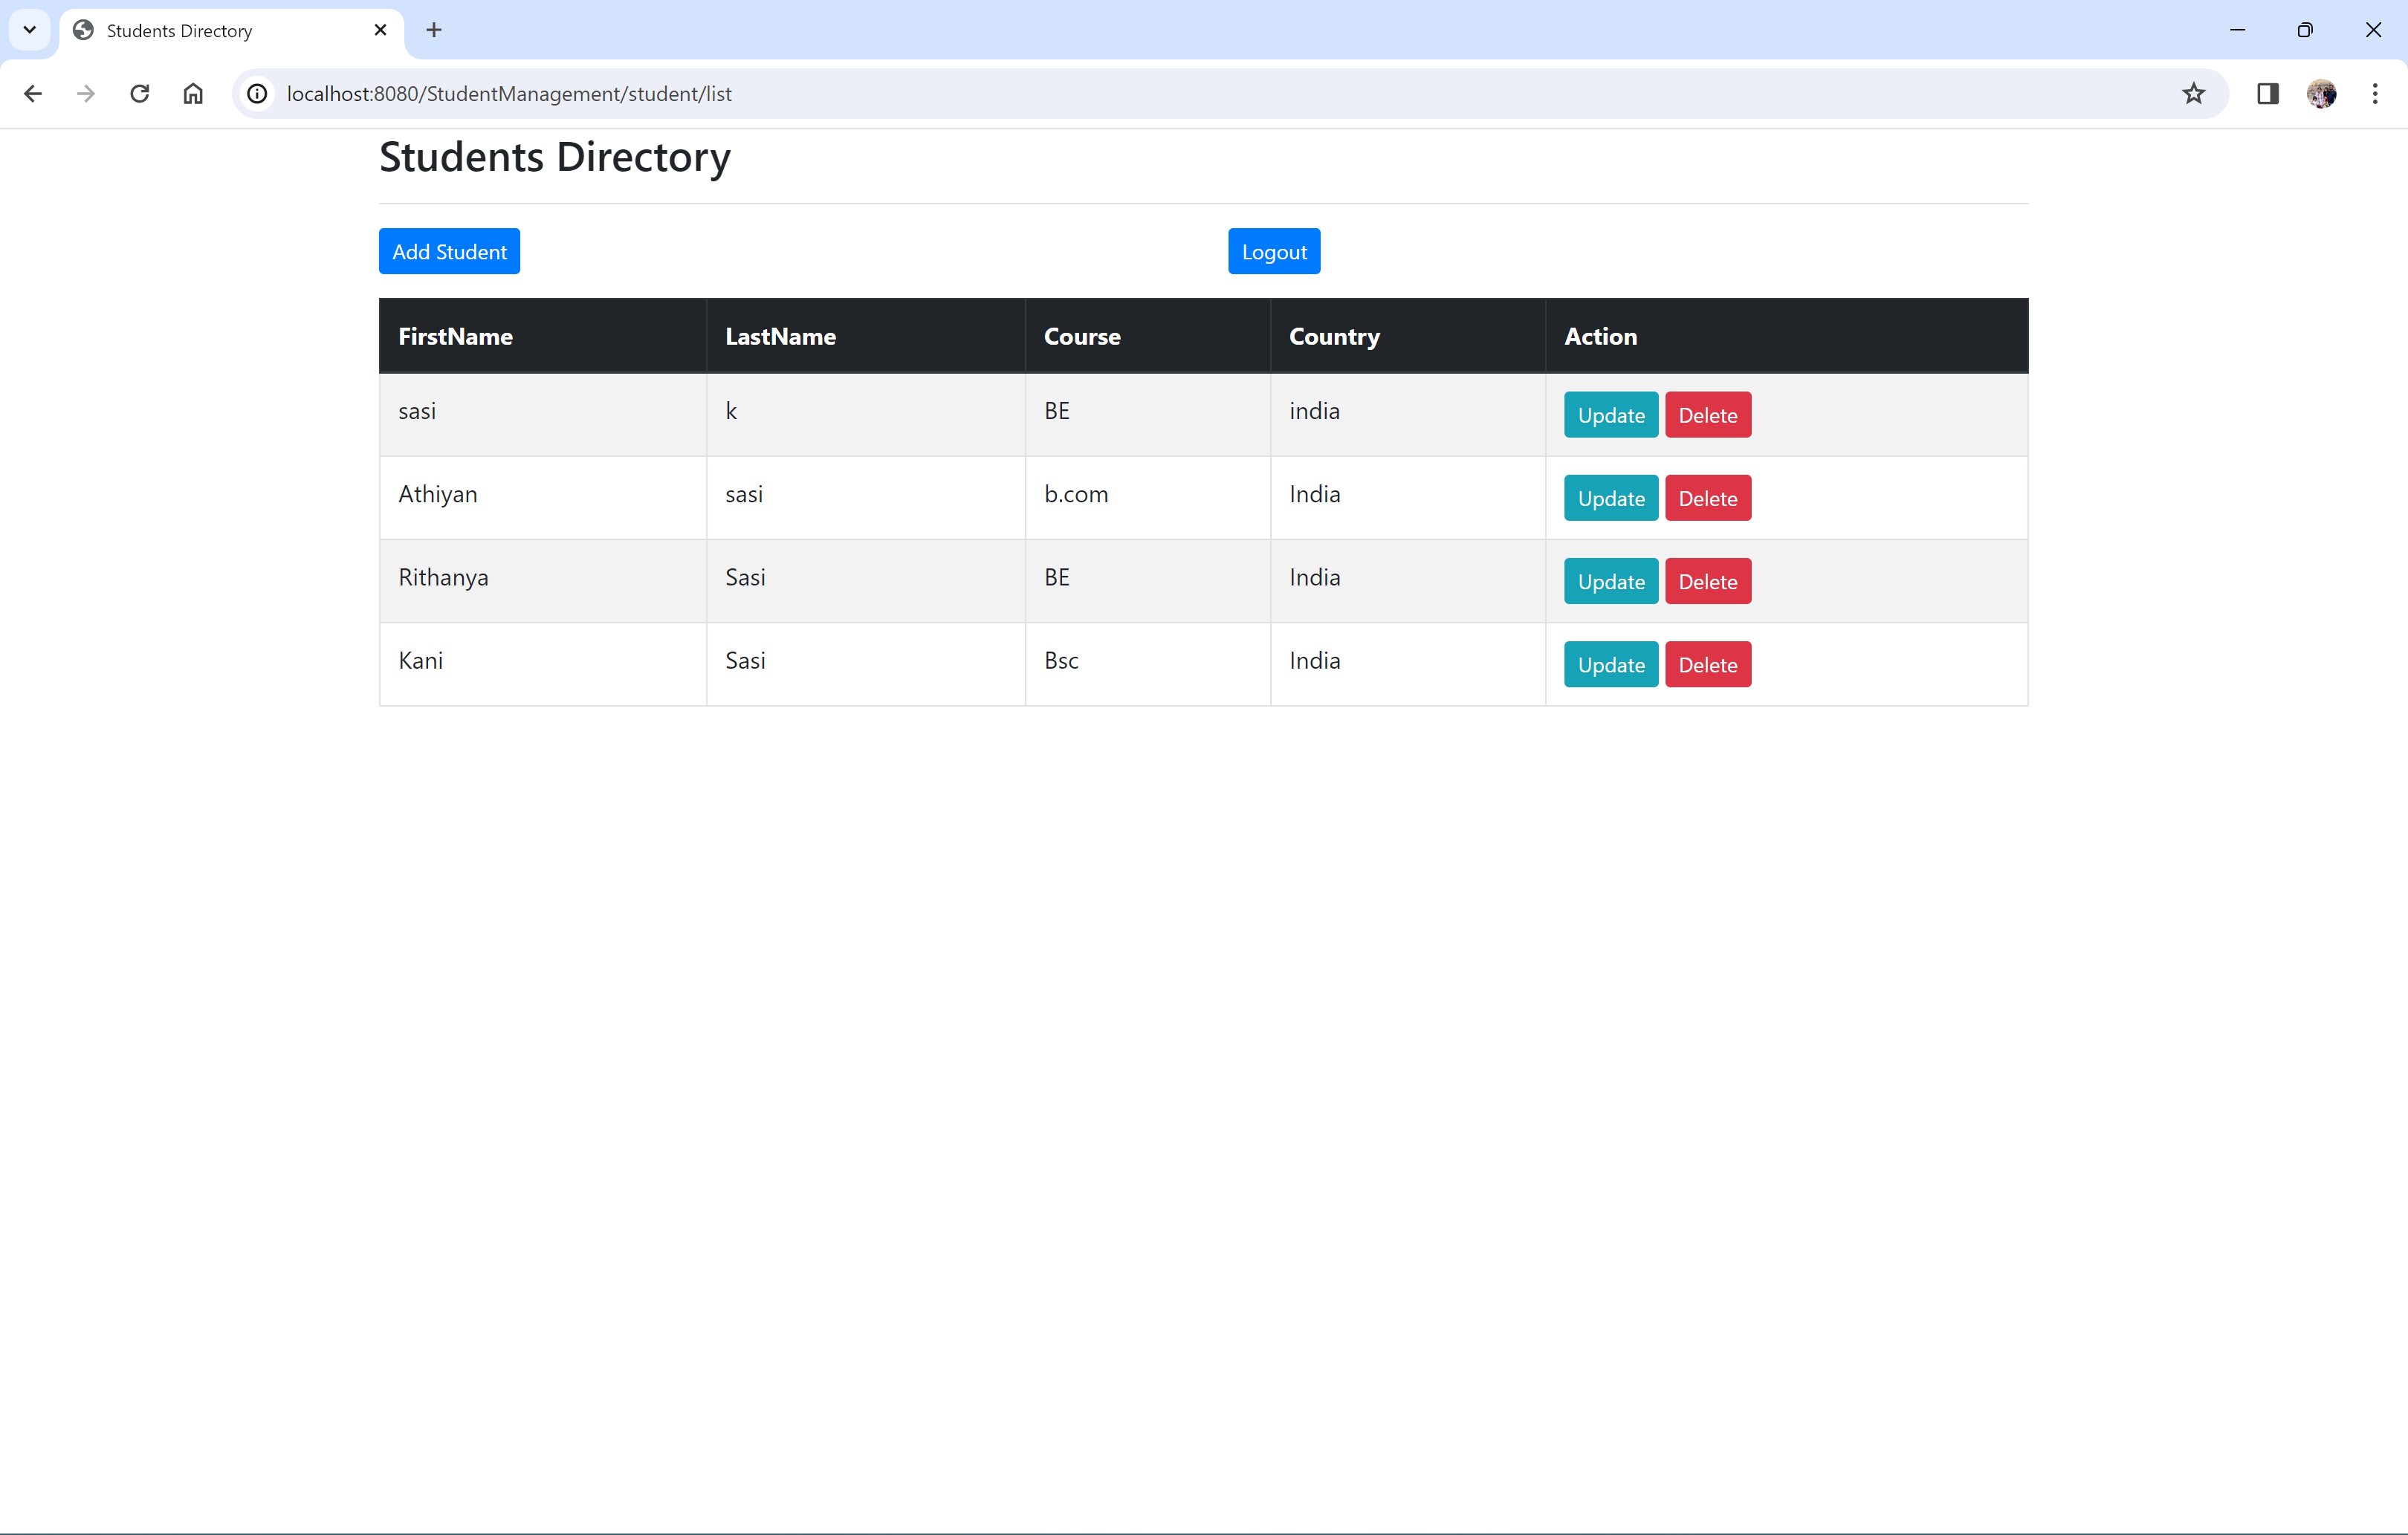 Students Directory
localhost:8080/StudentManagement/student/list
Students Directory
Add Student Logout
FirstName LastName Course Country Action
sasi k BE india Update Delete
Athiyan sasi b.com India Update Delete
Rithanya Sasi BE India Update Delete
Kani Sasi Bsc India Update Delete